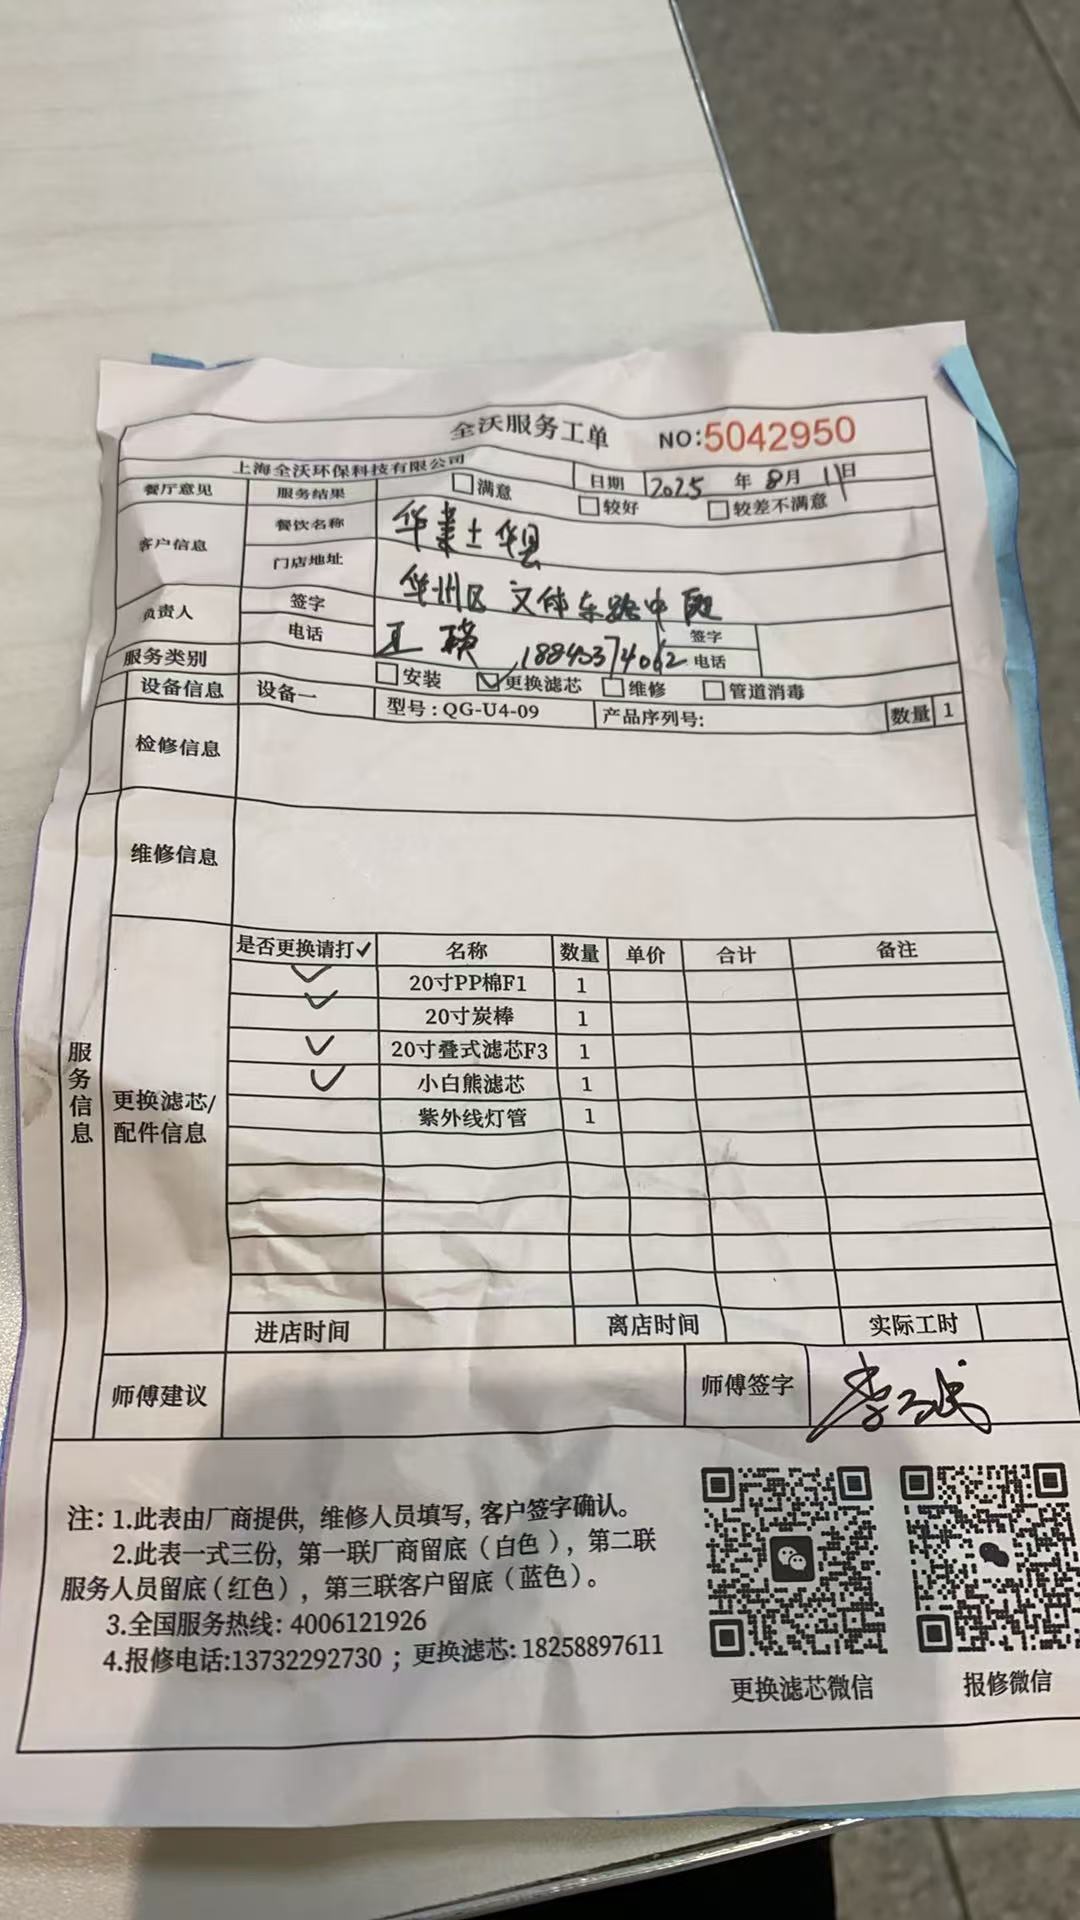 全沃服务工单 NO:5042950
上海全沃环保科技有限公司 日期 2025 年 8月 11日
餐厅意见 服务结果 满意 较好 较差不满意
客户信息 餐饮名称 华莱士华县
门店地址 华州区 文体东路中段
负责人 签字 王 签字
电话 18845374062 电话
服务类别 安装 更换滤芯 维修 管道消毒
设备信息 设备一 型号:QG-U4-09 产品序列号: 数量 1
检修信息
维修信息
服务信息
更换滤芯/配件信息
是否更换请打✓ 名称 数量 单价 合计 备注
✓ 20寸PP棉F1 1
✓ 20寸炭棒 1
✓ 20寸叠式滤芯F3 1
✓ 小白熊滤芯 1
紫外线灯管 1
进店时间 离店时间 实际工时
师傅建议 师傅签字
注: 1.此表由厂商提供, 维修人员填写, 客户签字确认。
2.此表一式三份, 第一联厂商留底(白色), 第二联
服务人员留底(红色), 第三联客户留底(蓝色)。
3.全国服务热线: 4006121926
4.报修电话:13732292730 ; 更换滤芯: 18258897611
更换滤芯微信 报修微信